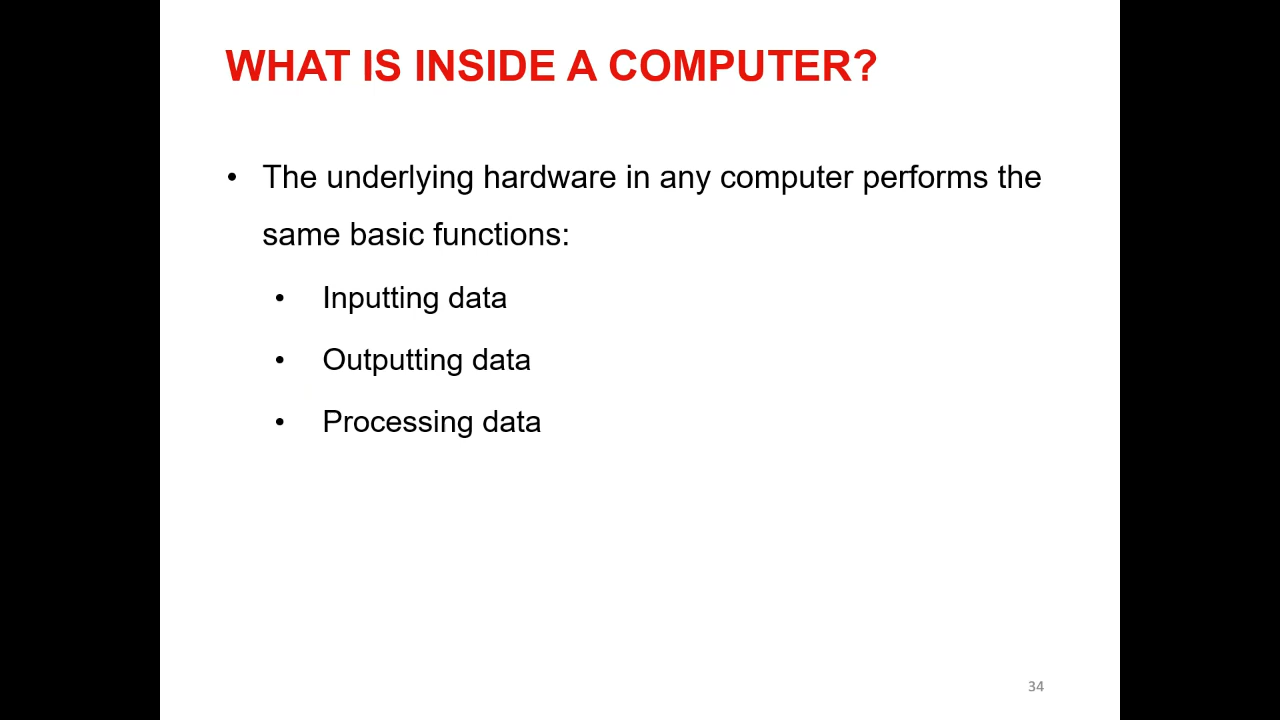 WHAT IS INSIDE A COMPUTER?
• The underlying hardware in any computer performs the
same basic functions:
• Inputting data
• Outputting data
• Processing data
34